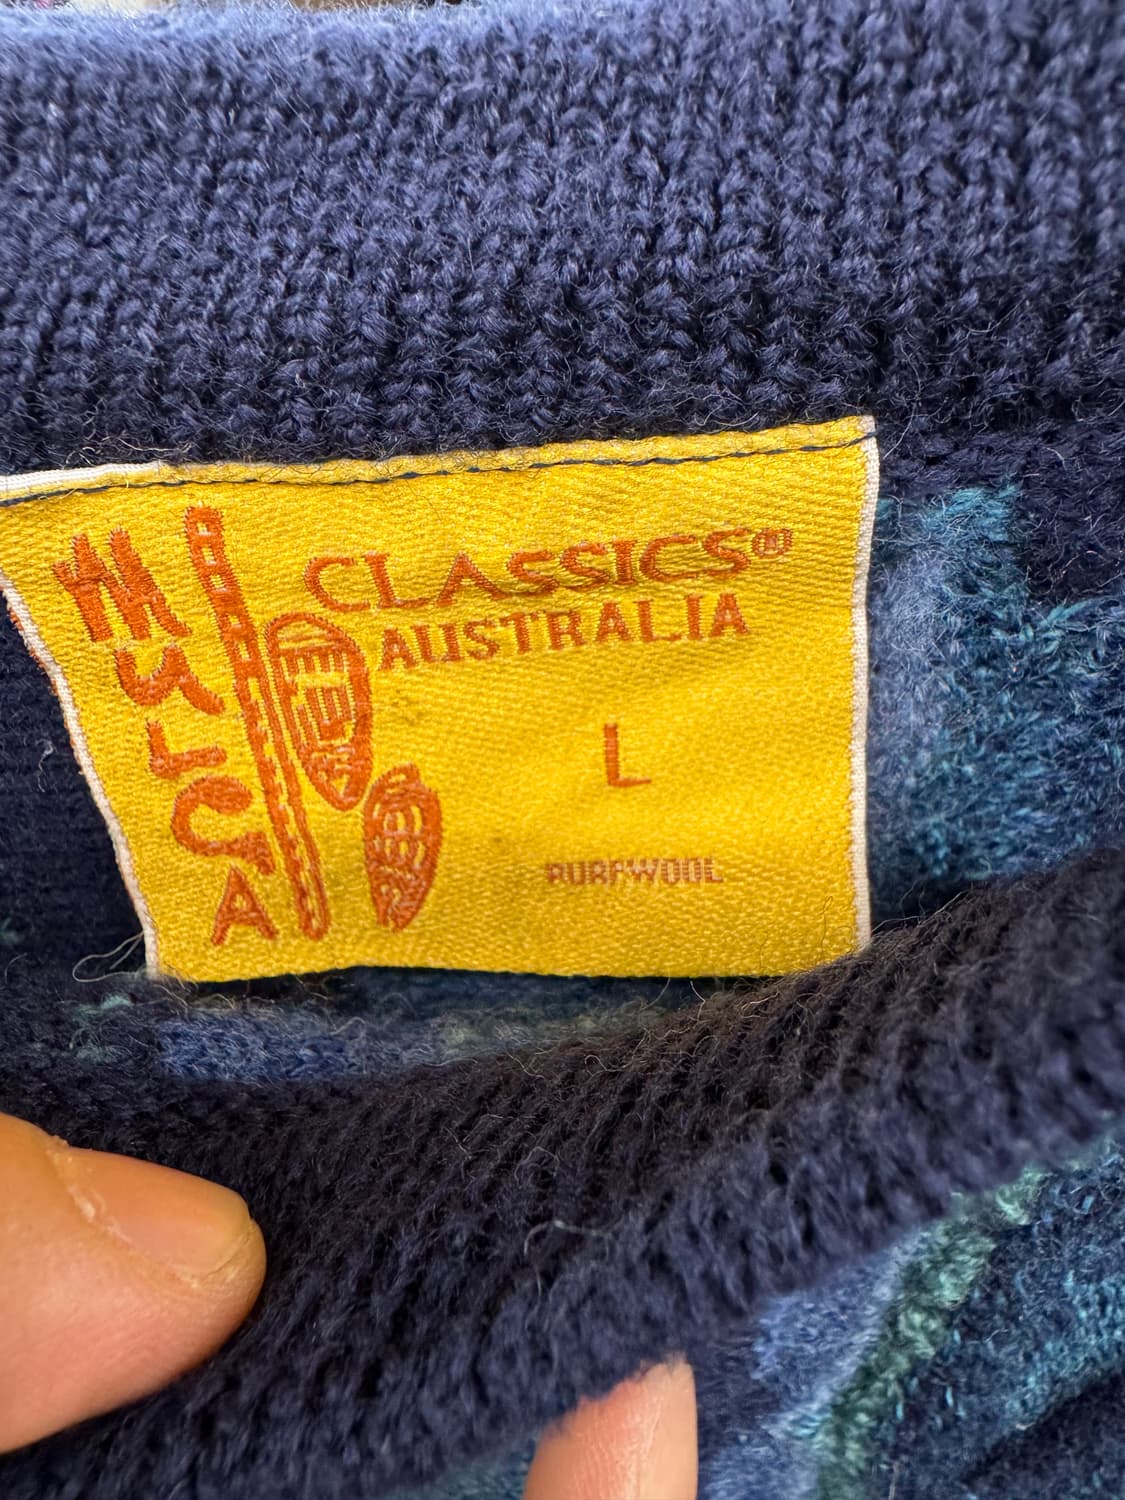 MULGA
CLASSICS®
AUSTRALIA
L
PURE WOOL